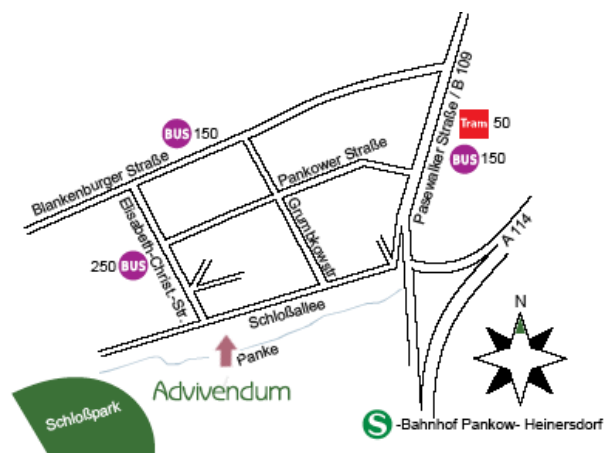 BUS 150
Blankenburger Straße
Pasewalker Straße / B 109
Tram 50
BUS 150
Pankower Straße
Elisabeth-Christ.-Str.
Grumbkowstr.
250 BUS
A 114
Schloßallee
N
Panke
Advivendum
Schloßpark
S -Bahnhof Pankow- Heinersdorf